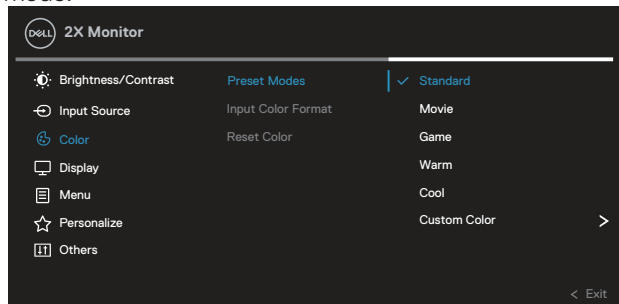 DELL 2X Monitor
Brightness/Contrast Preset Modes Standard
Input Source Input Color Format Movie
Color Reset Color Game
Display Warm
Menu Cool
Personalize Custom Color >
Others
< Exit